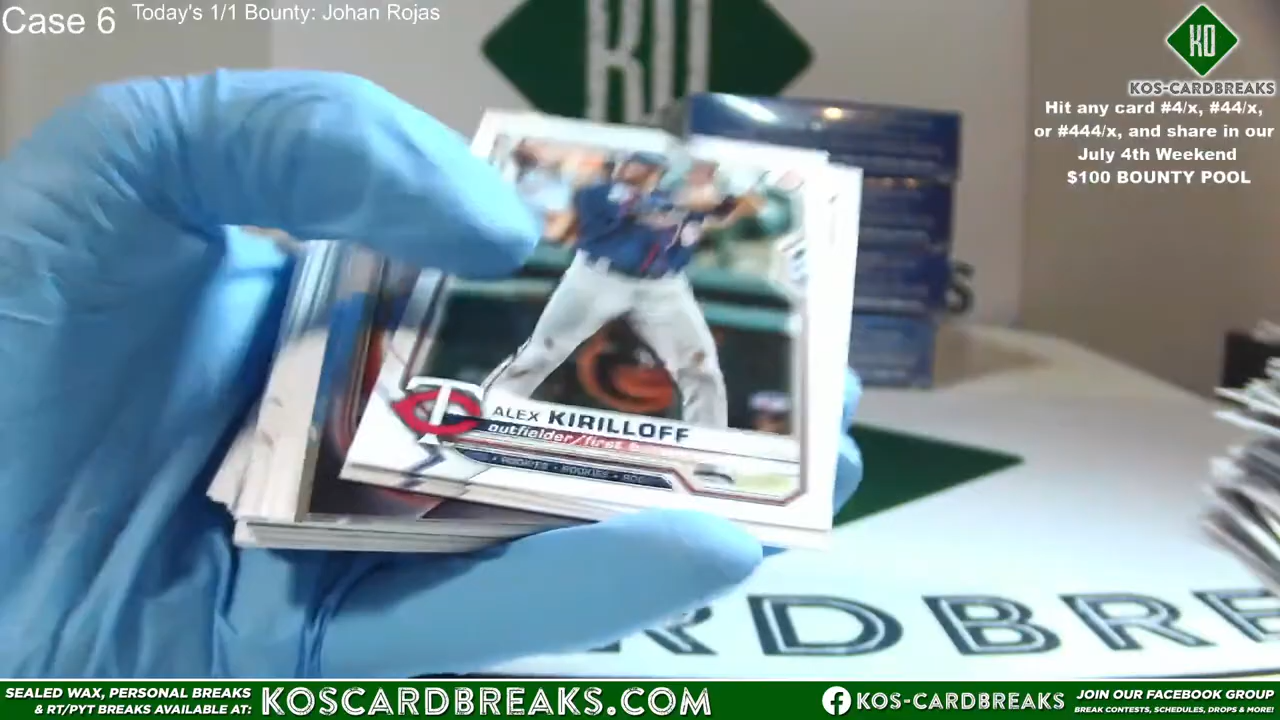 Case 6
Today's 1/1 Bounty: Johan Rojas
KO
KOS-CARDBREAKS
Hit any card #4/x, #44/x,
or #444/x, and share in our
July 4th Weekend
$100 BOUNTY POOL
KO
S
TC
ALEX KIRILLOFF
outfielder/first
ROOKIES • ROOKIES
RDBRE
SEALED WAX, PERSONAL BREAKS
& RT/PYT BREAKS AVAILABLE AT:
KOSCARDBREAKS.COM
KOS-CARDBREAKS
JOIN OUR FACEBOOK GROUP
BREAK CONTESTS, SCHEDULES, DROPS & MORE!